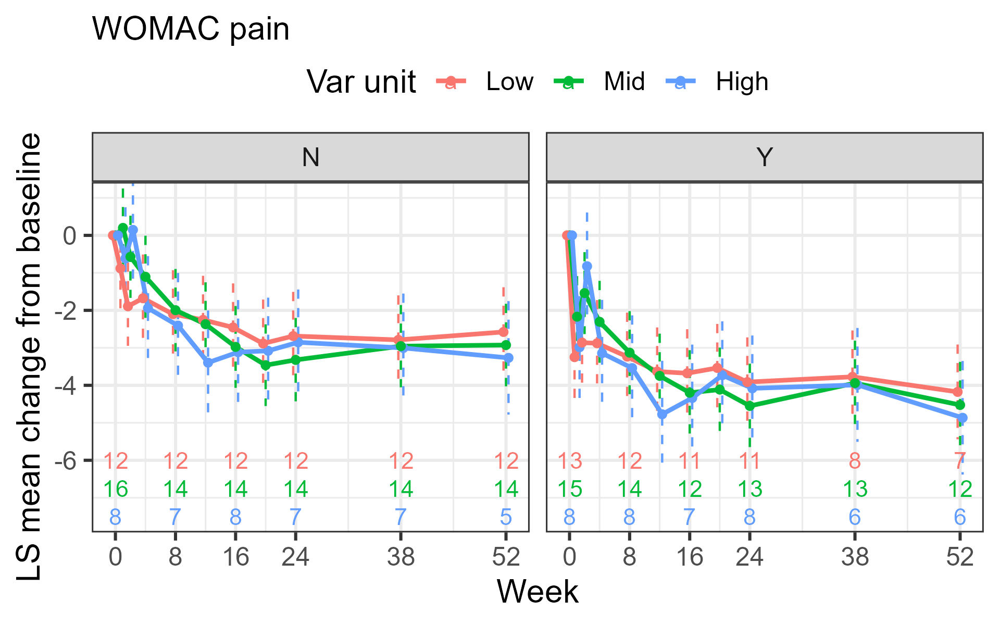 WOMAC pain
Var unit a Low a Mid a High
LS mean change from baseline
N Y
0
-2
-4
-6
12 12 12 12 12 12 13 12 11 11 8 7
16 14 14 14 14 14 15 14 12 13 13 12
8 7 8 7 7 5 8 8 7 8 6 6
0 8 16 24 38 52 0 8 16 24 38 52
Week